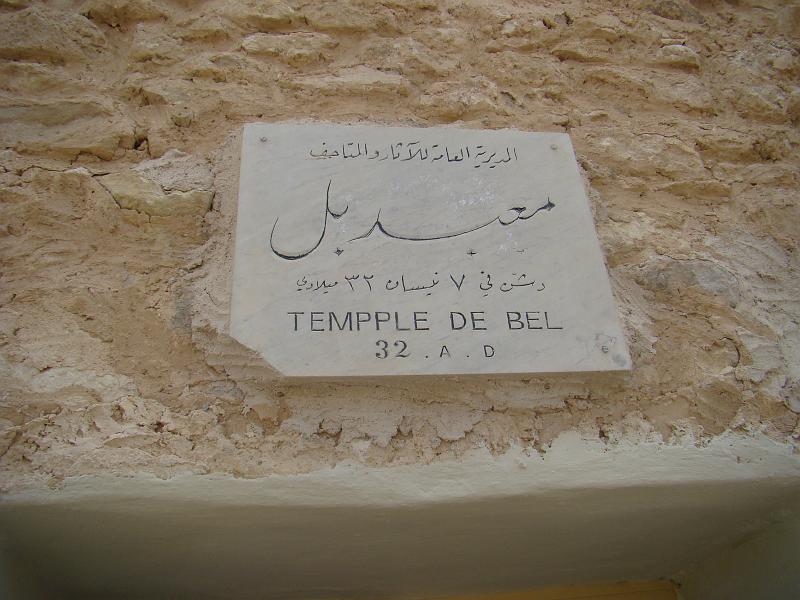 المديرية العامة للآثار والمتاحف
معبد بل
دشن في ٧ نيسان ٣٢ ميلادي
TEMPPLE DE BEL
32 . A . D